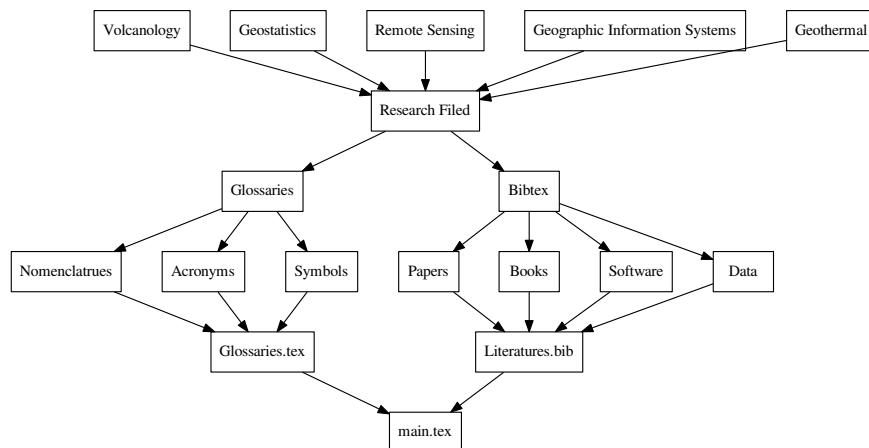 Volcanology
Geostatistics
Remote Sensing
Geographic Information Systems
Geothermal
Research Filed
Glossaries
Bibtex
Nomenclatrues
Acronyms
Symbols
Papers
Books
Software
Data
Glossaries.tex
Literatures.bib
main.tex